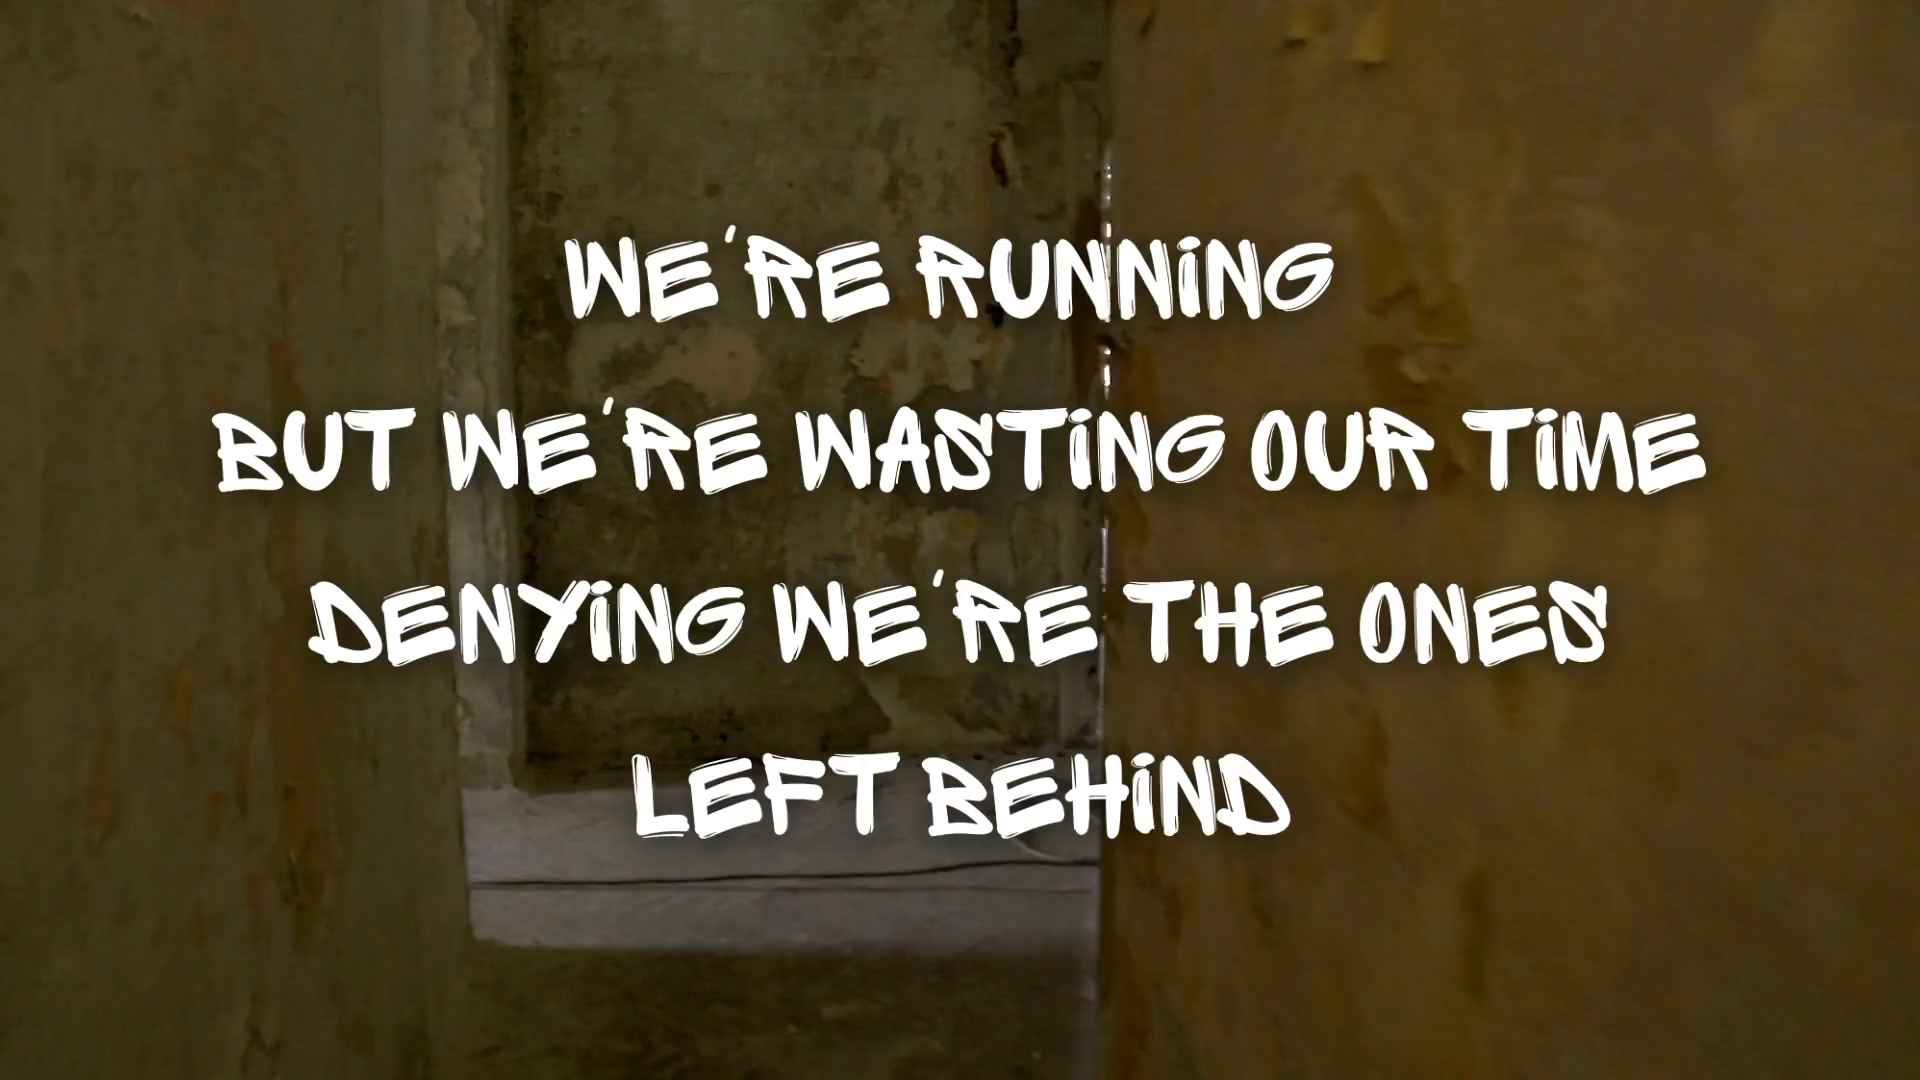 WE'RE RUNNING
BUT WE'RE WASTING OUR TIME
DENYING WE'RE THE ONES
LEFT BEHIND